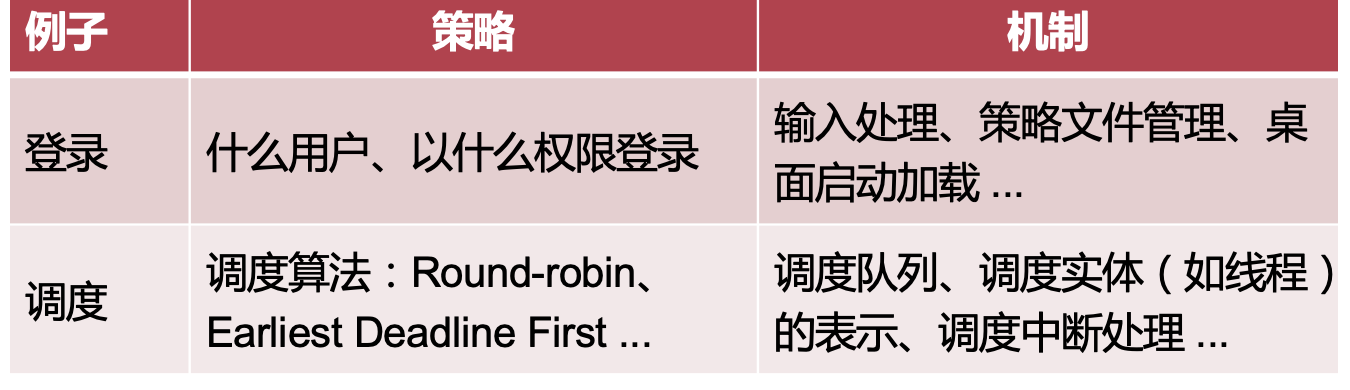 例子
策略
机制
登录
什么用户、以什么权限登录
输入处理、策略文件管理、桌
面启动加载 ...
调度
调度算法：Round-robin、
Earliest Deadline First ...
调度队列、调度实体（如线程）
的表示、调度中断处理 ...